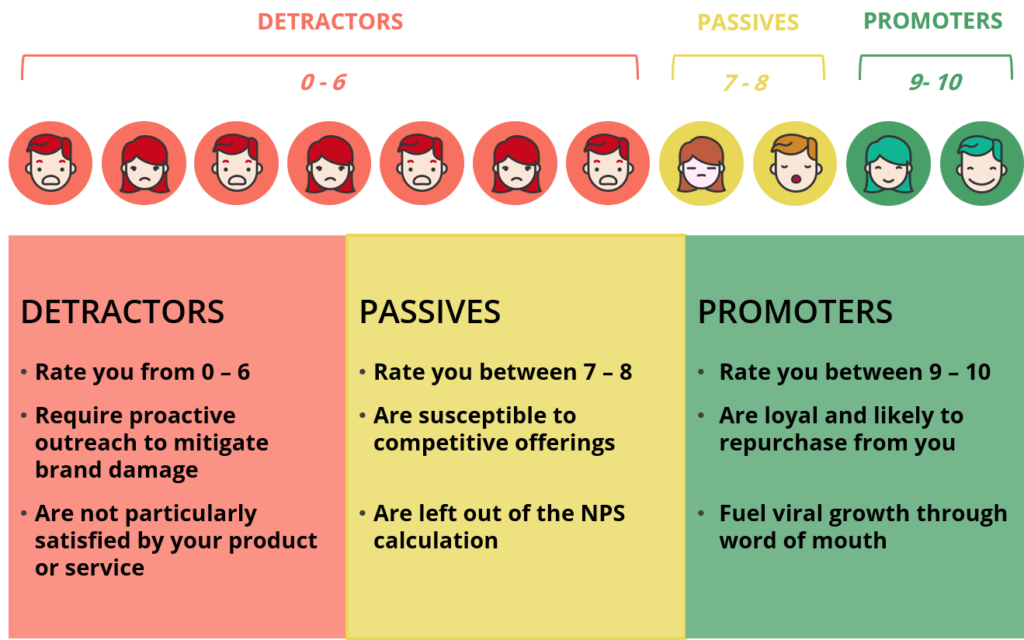 DETRACTORS
PASSIVES
PROMOTERS
0 - 6
7 - 8
9- 10
DETRACTORS
• Rate you from 0 – 6
• Require proactive
outreach to mitigate
brand damage
• Are not particularly
satisfied by your product
or service
PASSIVES
• Rate you between 7 – 8
• Are susceptible to
competitive offerings
• Are left out of the NPS
calculation
PROMOTERS
• Rate you between 9 – 10
• Are loyal and likely to
repurchase from you
• Fuel viral growth through
word of mouth